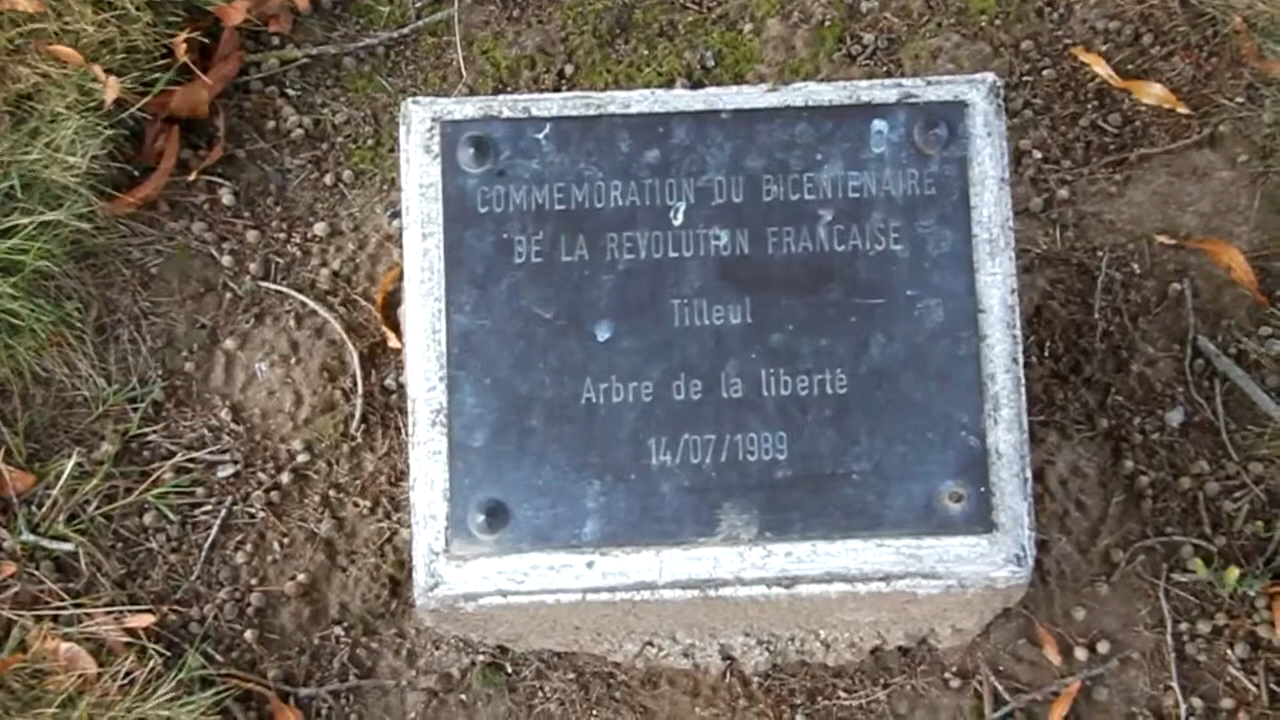 COMMEMORATION DU BICENTENAIRE
DE LA REVOLUTION FRANCAISE
Tilleul
Arbre de la liberté
14/07/1989